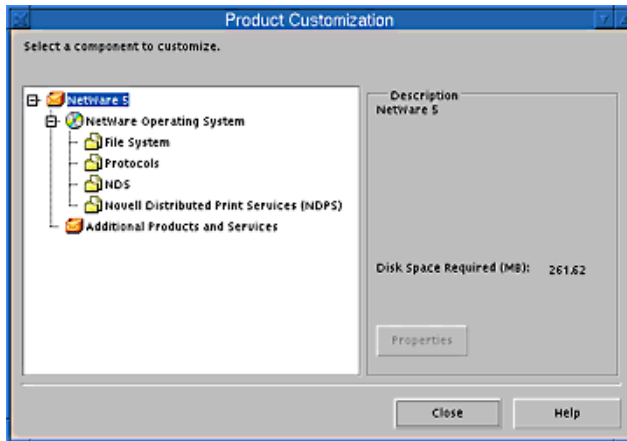 Product Customization
Select a component to customize.
NetWare 5
NetWare Operating System
File System
Protocols
NDS
Novell Distributed Print Services (NDPS)
Additional Products and Services
Description
NetWare 5
Disk Space Required (MB): 261.62
Properties
Close
Help